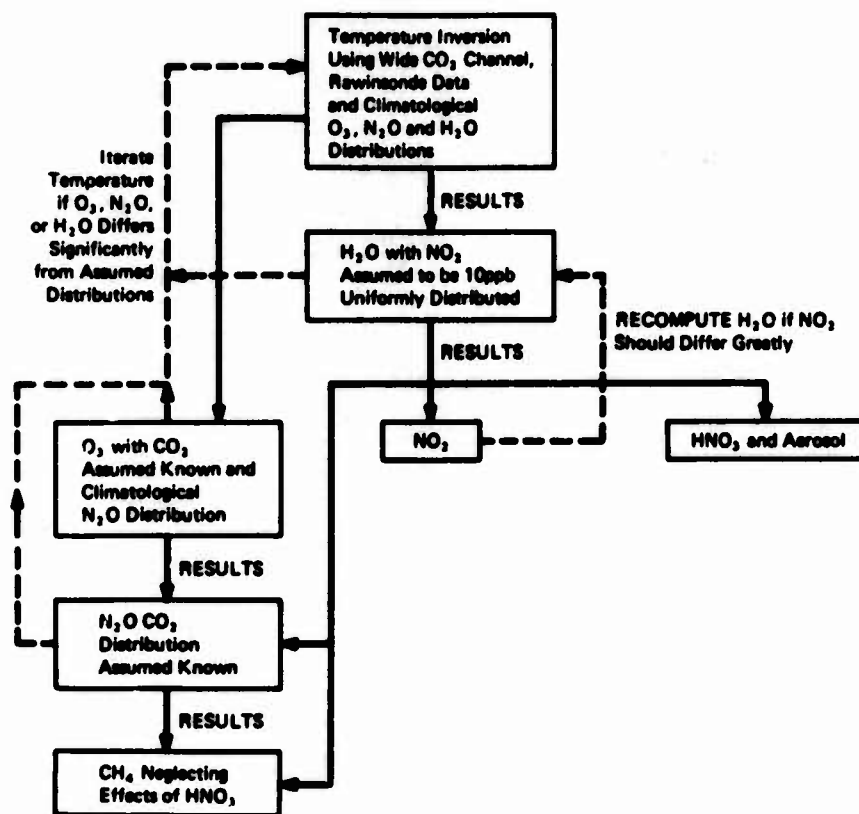 Temperature Inversion
Using Wide CO₂ Channel,
Rawinsonde Data
and Climatological
O₃, N₂O and H₂O
Distributions
Iterate
Temperature
if O₃, N₂O,
or H₂O Differs
Significantly
from Assumed
Distributions
RESULTS
H₂O with NO₂
Assumed to be 10ppb
Uniformly Distributed
RECOMPUTE H₂O if NO₂
Should Differ Greatly
RESULTS
O₃ with CO₂
Assumed Known and
Climatological
N₂O Distribution
NO₂
HNO₃ and Aerosol
RESULTS
N₂O CO₂
Distribution
Assumed Known
RESULTS
CH₄ Neglecting
Effects of HNO₃